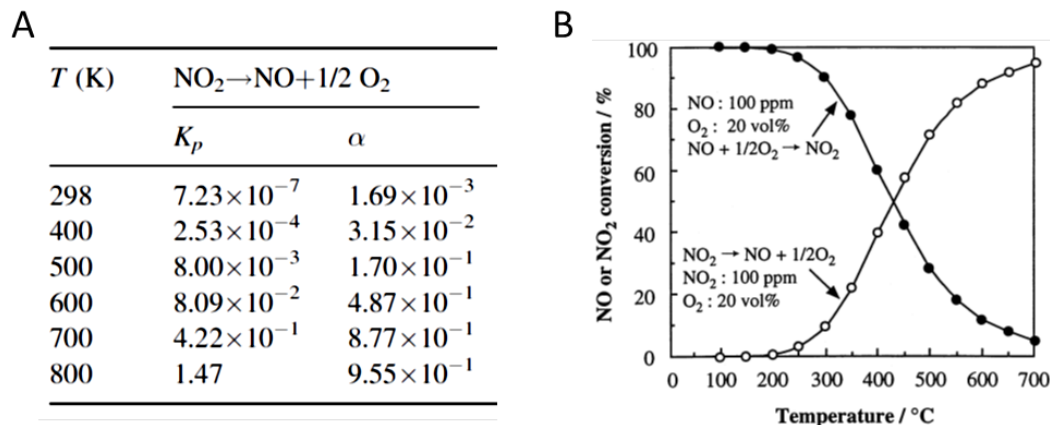 A
T (K) NO₂→NO+1/2 O₂
Kₚ α
298 7.23×10⁻⁷ 1.69×10⁻³
400 2.53×10⁻⁴ 3.15×10⁻²
500 8.00×10⁻³ 1.70×10⁻¹
600 8.09×10⁻² 4.87×10⁻¹
700 4.22×10⁻¹ 8.77×10⁻¹
800 1.47 9.55×10⁻¹
B
NO or NO₂ conversion / %
100
80
60
40
20
0
NO : 100 ppm
O₂ : 20 vol%
NO + 1/2O₂ → NO₂
NO₂ → NO + 1/2O₂
NO₂ : 100 ppm
O₂ : 20 vol%
0 100 200 300 400 500 600 700
Temperature / °C